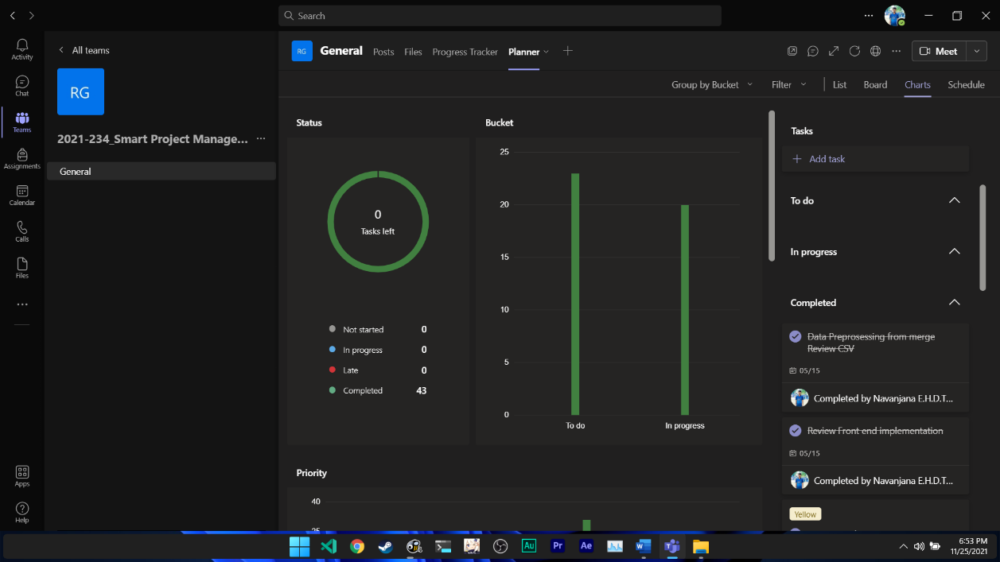 Search
Activity
Chat
Teams
Assignments
Calendar
Calls
Files
Apps
Help
All teams
RG
2021-234_Smart Project Manage...
General
RG
General
Posts
Files
Progress Tracker
Planner
Meet
Group by Bucket
Filter
List
Board
Charts
Schedule
Status
0
Tasks left
Not started 0
In progress 0
Late 0
Completed 43
Bucket
25
20
15
10
5
0
To do
In progress
Priority
40
Tasks
Add task
To do
In progress
Completed
Data Preprosessing from merge
Review CSV
05/15
Completed by Navanjana E.H.D.T...
Review Front end implementation
05/15
Completed by Navanjana E.H.D.T...
Yellow
Au
Pr
Ae
6:53 PM
11/25/2021